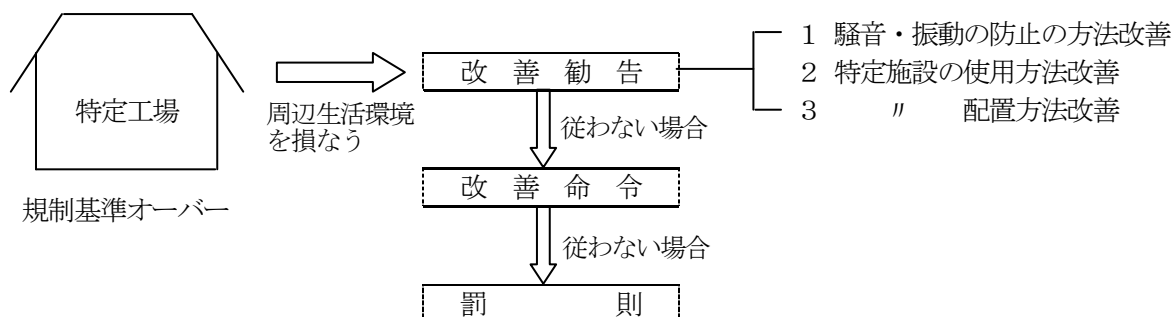 特定工場
規制基準オーバー
周辺生活環境
を損なう
改善勧告
1 騒音・振動の防止の方法改善
2 特定施設の使用方法改善
3 〃 配置方法改善
従わない場合
改善命令
従わない場合
罰則